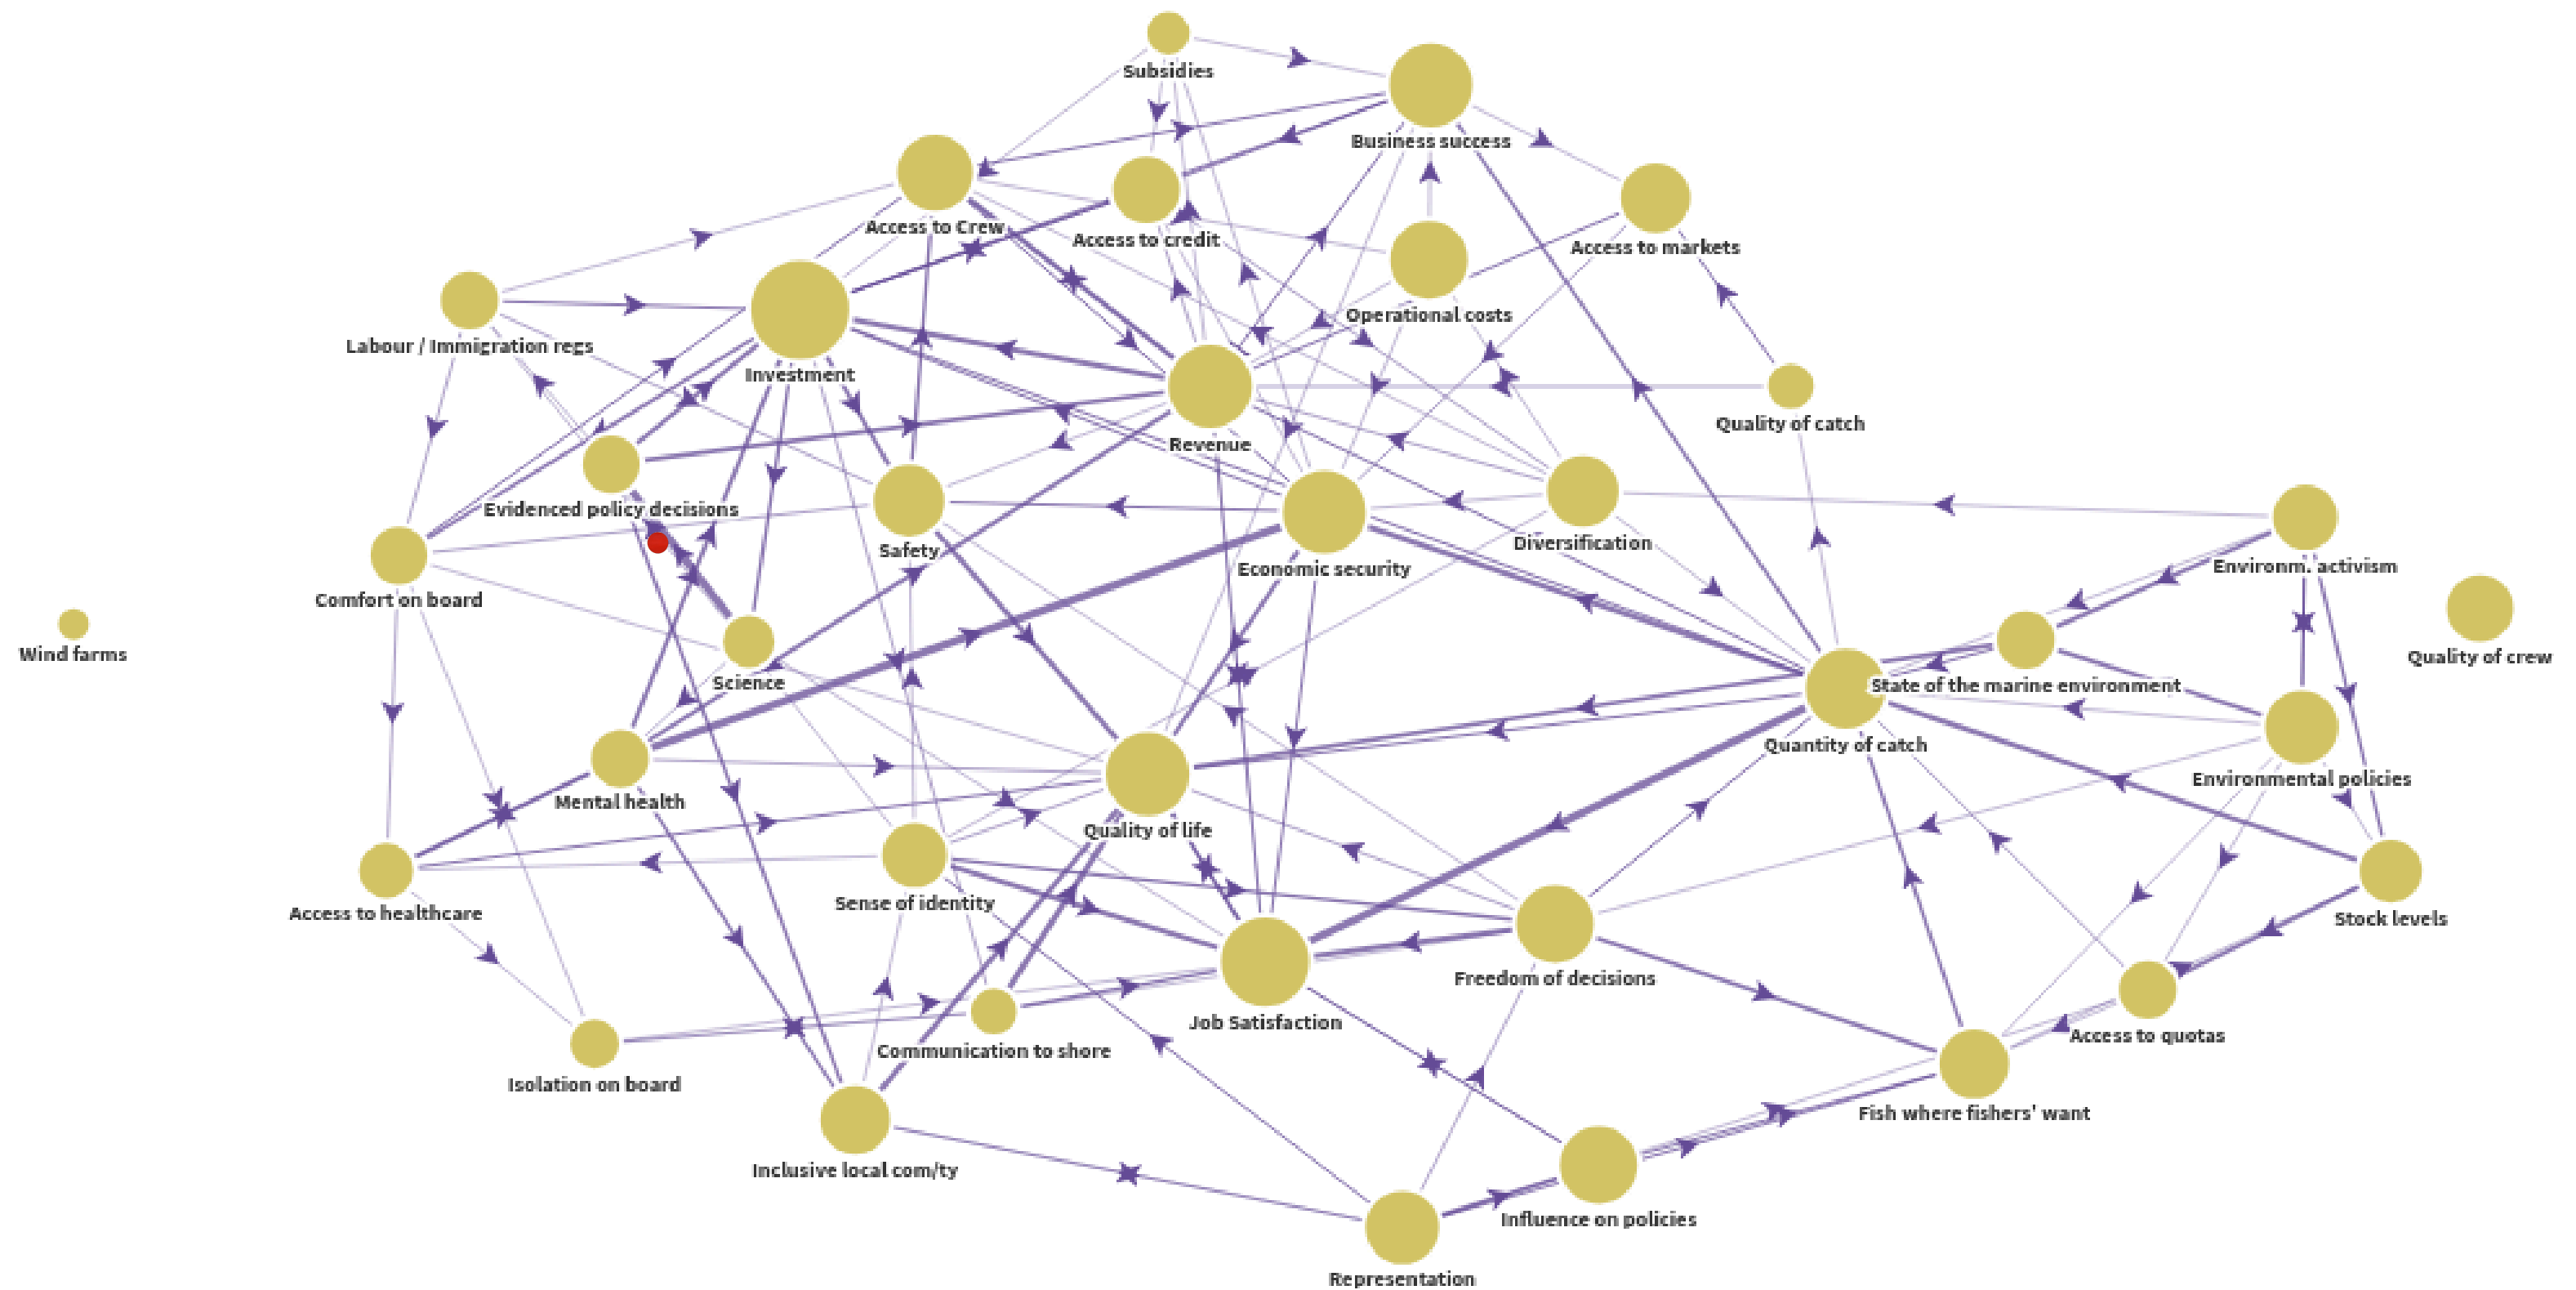 Subsidies
Business success
Access to Crew
Access to credit
Access to markets
Operational costs
Labour / Immigration regs
Investment
Quality of catch
Revenue
Evidenced policy decisions
Safety
Diversification
Economic security
Environm. activism
Comfort on board
Wind farms
Quality of crew
Science
State of the marine environment
Quantity of catch
Environmental policies
Mental health
Quality of life
Sense of identity
Access to healthcare
Stock levels
Freedom of decisions
Job Satisfaction
Access to quotas
Communication to shore
Isolation on board
Fish where fishers' want
Inclusive local com/ty
Influence on policies
Representation